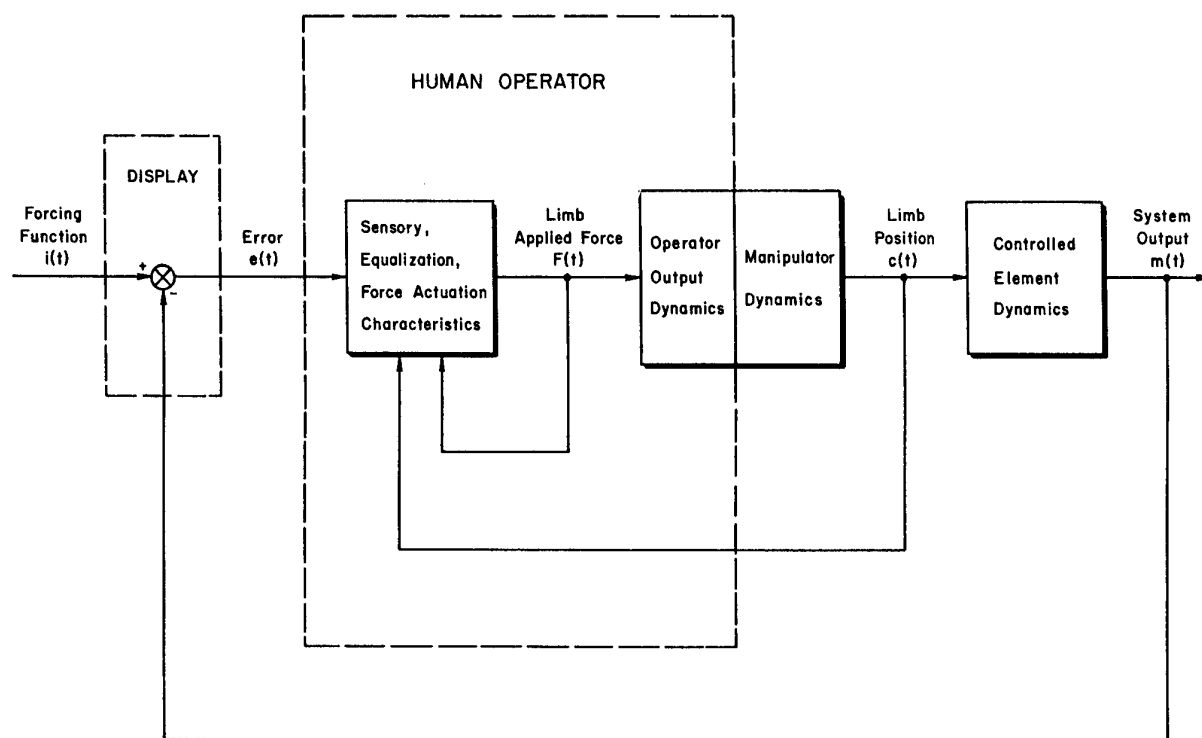 HUMAN OPERATOR
DISPLAY
Forcing
Function
i(t)
+
-
Error
e(t)
Sensory,
Equalization,
Force Actuation
Characteristics
Limb
Applied Force
F(t)
Operator
Output
Dynamics
Manipulator
Dynamics
Limb
Position
c(t)
Controlled
Element
Dynamics
System
Output
m(t)